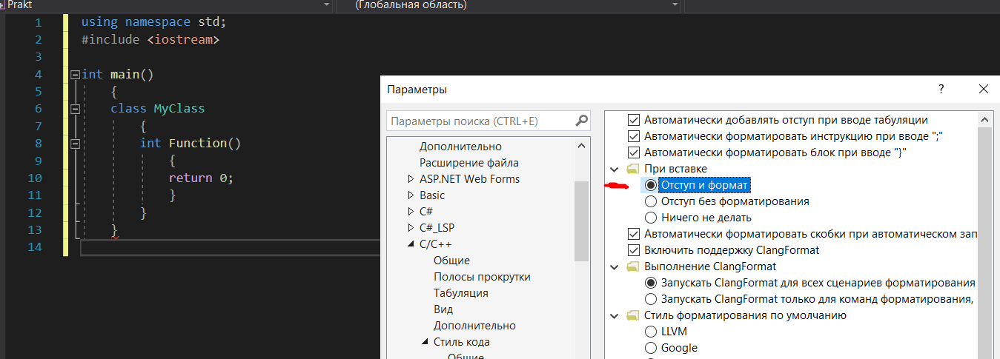 Prakt (Глобальная область)
1 using namespace std;
2 #include <iostream>
3
4 int main()
5 {
6 class MyClass
7 {
8 int Function()
9 {
10 return 0;
11 }
12 }
13 }
14
Параметры
Параметры поиска (CTRL+E)
Дополнительно
Расширение файла
ASP.NET Web Forms
Basic
C#
C#_LSP
C/C++
Общие
Полосы прокрутки
Табуляция
Вид
Дополнительно
Стиль кода
Общие
Автоматически добавлять отступ при вводе табуляции
Автоматически форматировать инструкцию при вводе ";"
Автоматически форматировать блок при вводе "}"
При вставке
Отступ и формат
Отступ без форматирования
Ничего не делать
Автоматически форматировать скобки при автоматическом зап
Включить поддержку ClangFormat
Выполнение ClangFormat
Запускать ClangFormat для всех сценариев форматирования
Запускать ClangFormat только для команд форматирования,
Стиль форматирования по умолчанию
LLVM
Google